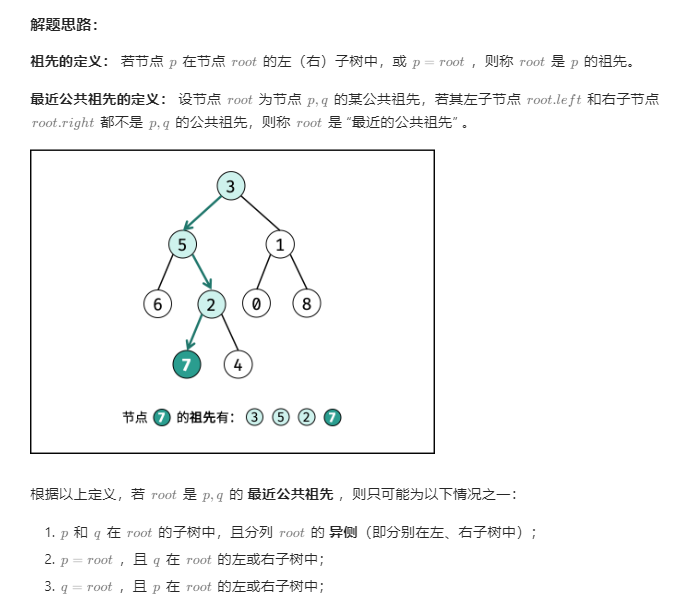 解题思路：
祖先的定义： 若节点 p 在节点 root 的左（右）子树中，或 p = root ，则称 root 是 p 的祖先。
最近公共祖先的定义： 设节点 root 为节点 p, q 的某公共祖先，若其左子节点 root.left 和右子节点
root.right 都不是 p, q 的公共祖先，则称 root 是 “最近的公共祖先” 。
3
5 1
6 2 0 8
7 4
节点 7 的祖先有： 3 5 2 7
根据以上定义，若 root 是 p, q 的 最近公共祖先 ，则只可能为以下情况之一：
1. p 和 q 在 root 的子树中，且分列 root 的 异侧（即分别在左、右子树中）；
2. p = root ，且 q 在 root 的左或右子树中；
3. q = root ，且 p 在 root 的左或右子树中；